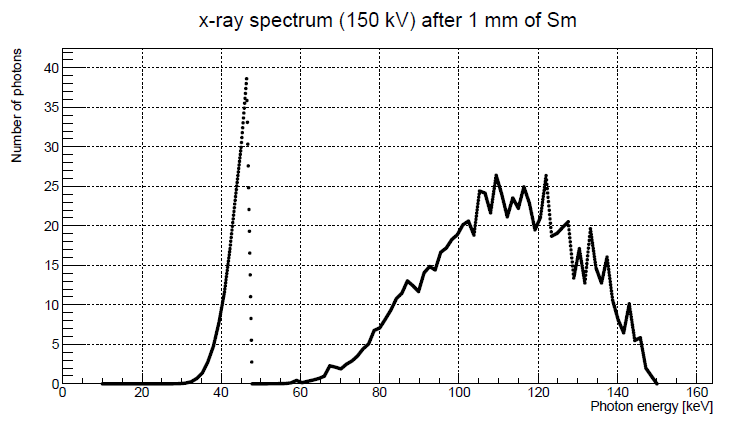 x-ray spectrum (150 kV) after 1 mm of Sm
Number of photons
40
35
30
25
20
15
10
5
0
0 20 40 60 80 100 120 140 160
Photon energy [keV]